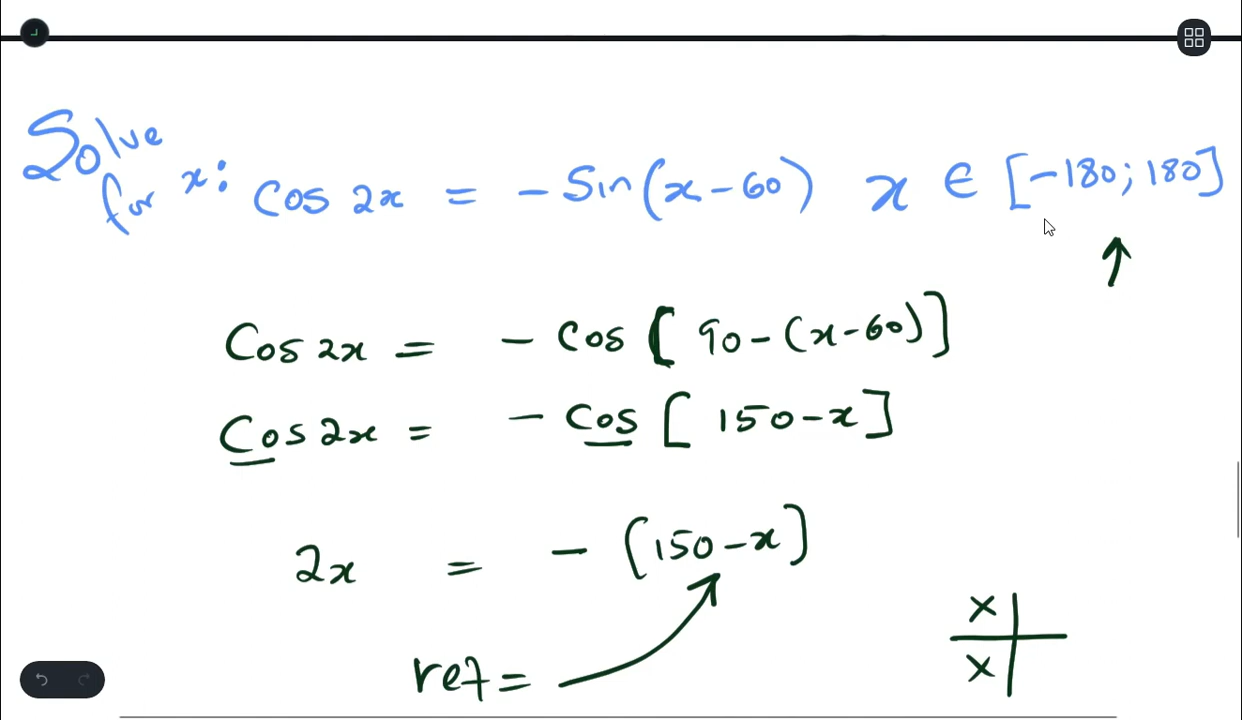 Solve
for x: cos 2x = - sin(x-60) x ∈ [-180; 180]
Cos 2x = - cos [ 90-(x-60)]
Cos 2x = - cos [ 150-x]
2x = - (150-x)
ref =
x
x